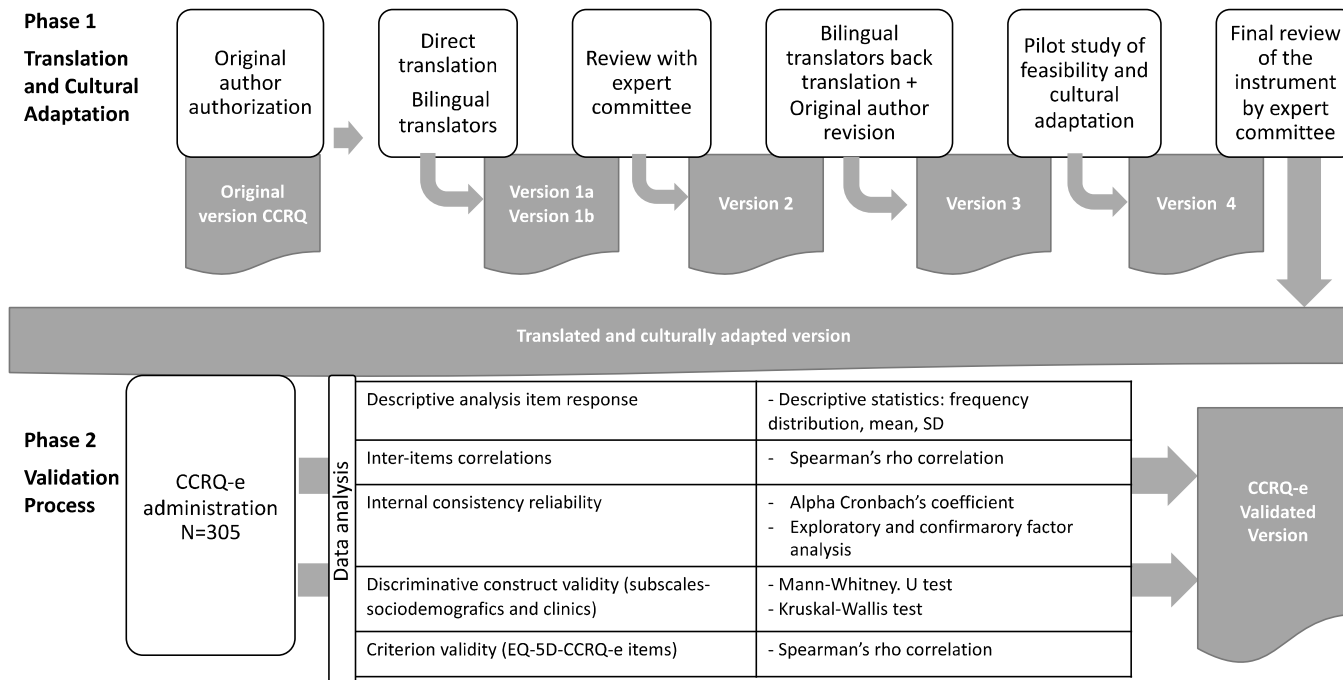 Phase 1
Translation
and Cultural
Adaptation
Original
author
authorization
Direct
translation
Bilingual
translators
Review with
expert
committee
Bilingual
translators back
translation +
Original author
revision
Pilot study of
feasibility and
cultural
adaptation
Final review
of the
instrument
by expert
committee
Original
version CCRQ
Version 1a
Version 1b
Version 2
Version 3
Version 4
Translated and culturally adapted version
Phase 2
Validation
Process
CCRQ-e
administration
N=305
Data analysis
Descriptive analysis item response
- Descriptive statistics: frequency
distribution, mean, SD
Inter-items correlations
- Spearman’s rho correlation
Internal consistency reliability
- Alpha Cronbach’s coefficient
- Exploratory and confirmarory factor
analysis
Discriminative construct validity (subscales-
sociodemografics and clinics)
- Mann-Whitney. U test
- Kruskal-Wallis test
Criterion validity (EQ-5D-CCRQ-e items)
- Spearman’s rho correlation
CCRQ-e
Validated
Version